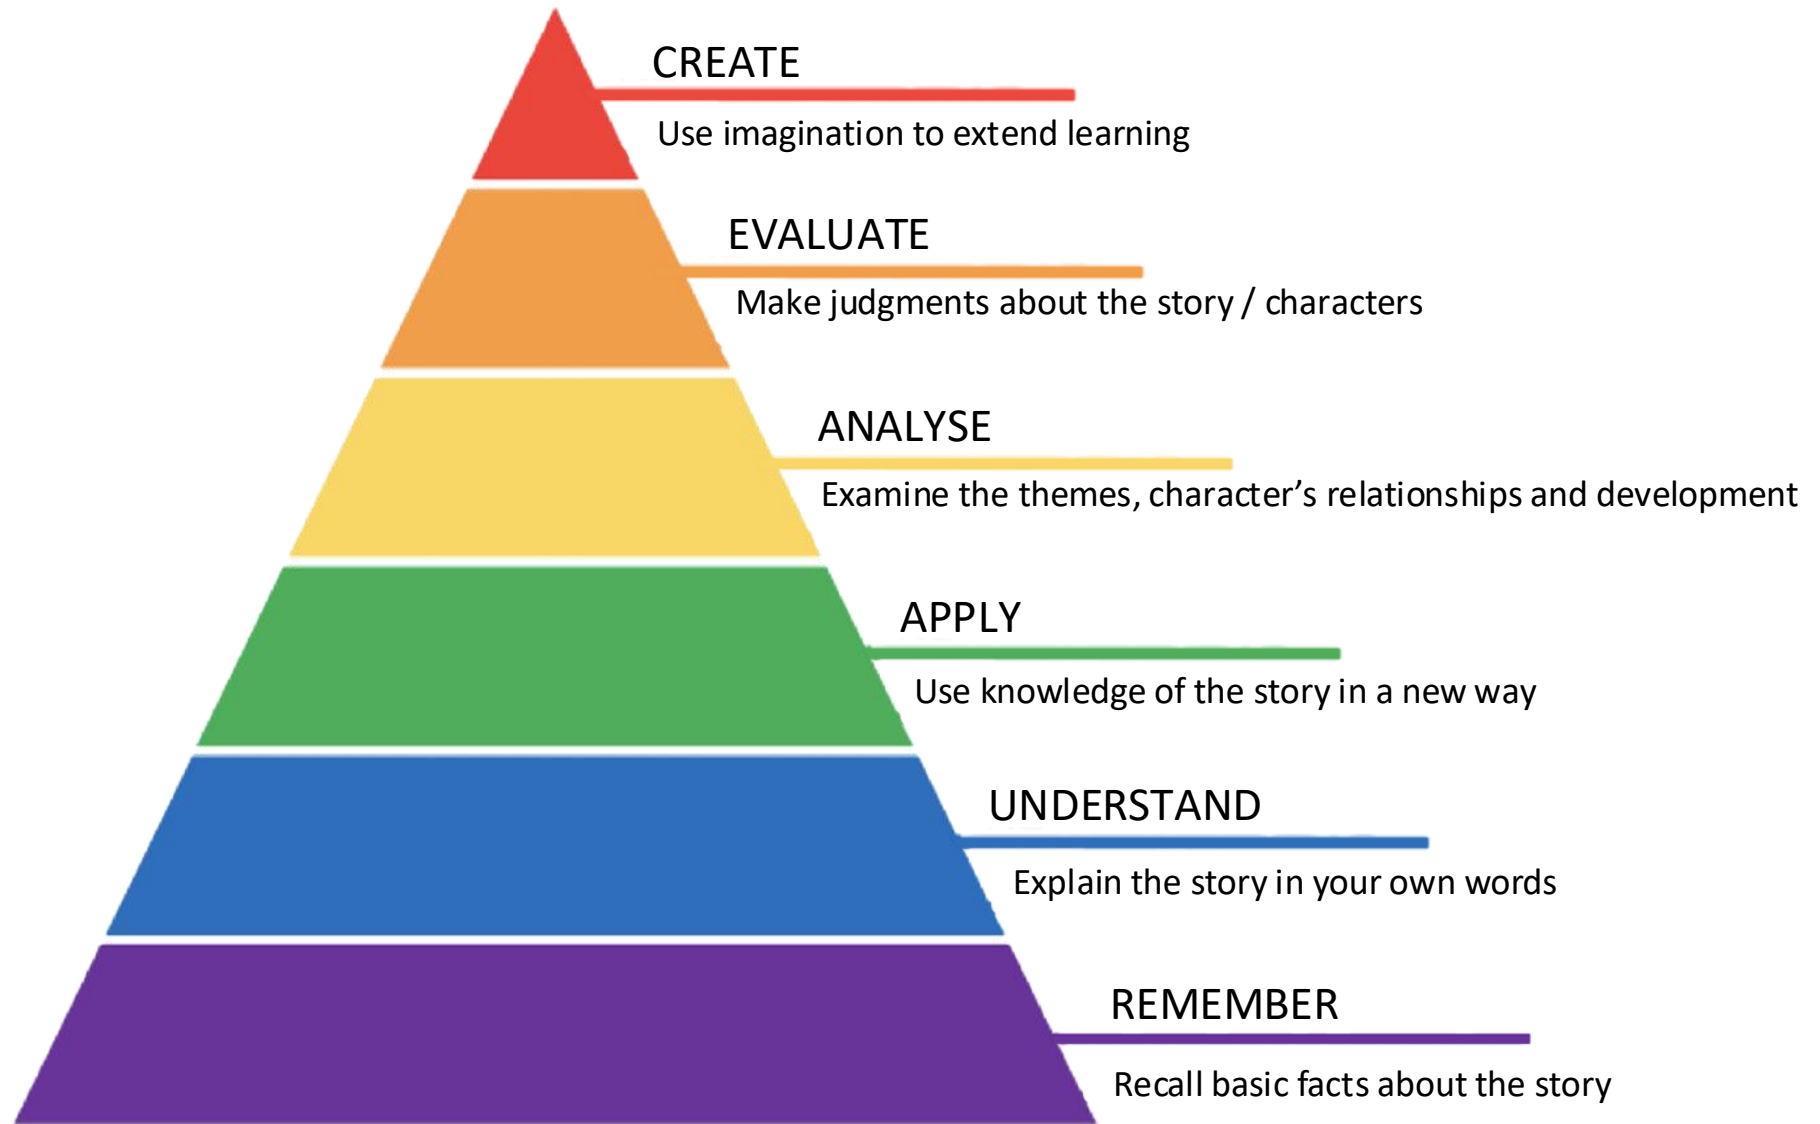 CREATE
Use imagination to extend learning
EVALUATE
Make judgments about the story / characters
ANALYSE
Examine the themes, character’s relationships and development
APPLY
Use knowledge of the story in a new way
UNDERSTAND
Explain the story in your own words
REMEMBER
Recall basic facts about the story